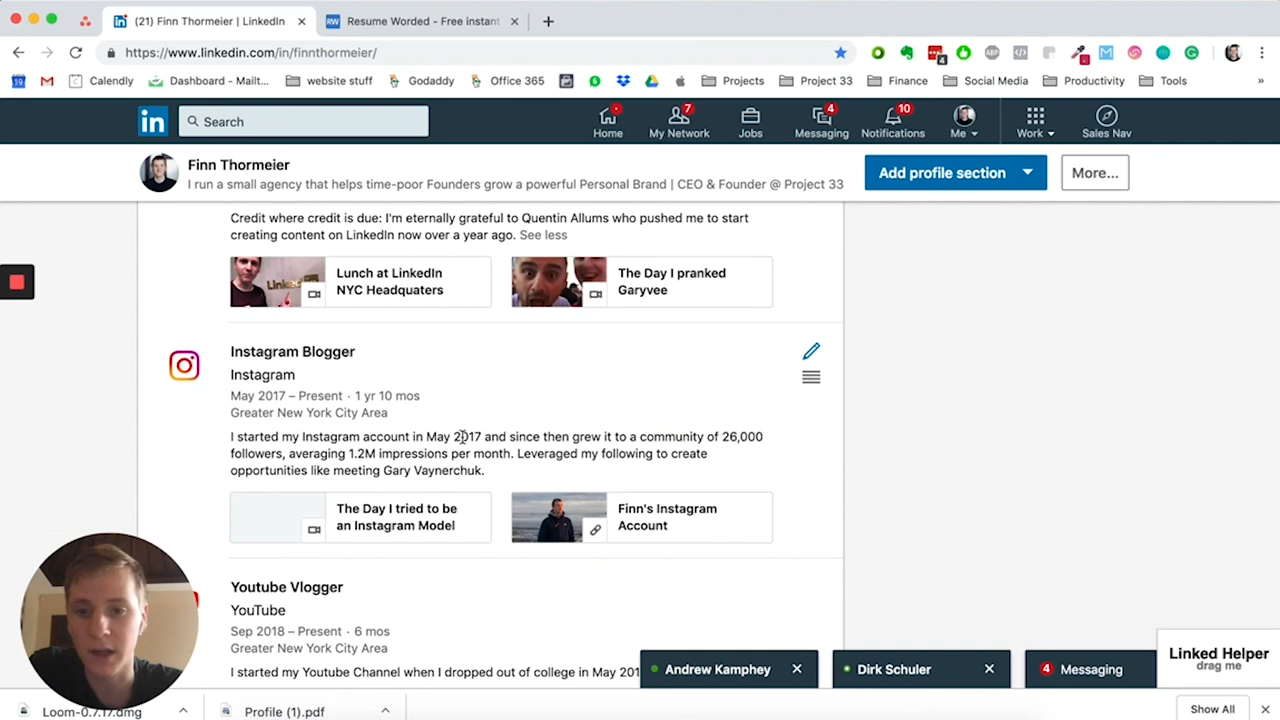 (21) Finn Thormeier | LinkedIn
Resume Worded - Free instant
https://www.linkedin.com/in/finnthormeier/
4
19
Calendly
Dashboard - Mailt...
website stuff
Godaddy
Office 365
Projects
Project 33
Finance
Social Media
Productivity
Tools
»
in
Search
Home
7
My Network
Jobs
4
Messaging
10
Notifications
Me
Work
Sales Nav
Finn Thormeier
I run a small agency that helps time-poor Founders grow a powerful Personal Brand | CEO & Founder @ Project 33
Add profile section
More...
Credit where credit is due: I'm eternally grateful to Quentin Allums who pushed me to start
creating content on LinkedIn now over a year ago. See less
Lunch at LinkedIn
NYC Headquaters
The Day I pranked
Garyvee
Instagram Blogger
Instagram
May 2017 – Present · 1 yr 10 mos
Greater New York City Area
I started my Instagram account in May 2017 and since then grew it to a community of 26,000
followers, averaging 1.2M impressions per month. Leveraged my following to create
opportunities like meeting Gary Vaynerchuk.
The Day I tried to be
an Instagram Model
Finn's Instagram
Account
Youtube Vlogger
YouTube
Sep 2018 – Present · 6 mos
Greater New York City Area
I started my Youtube Channel when I dropped out of college in May 201
Andrew Kamphey
Dirk Schuler
4 Messaging
Linked Helper
drag me
Loom-0.7.17.dmg
Profile (1).pdf
Show All